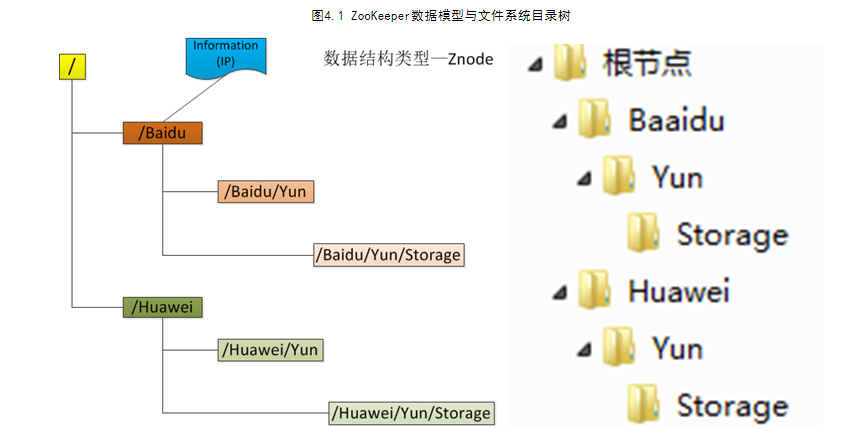 图4.1 ZooKeeper数据模型与文件系统目录树
/
Information
(IP)
数据结构类型—Znode
/Baidu
/Baidu/Yun
/Baidu/Yun/Storage
/Huawei
/Huawei/Yun
/Huawei/Yun/Storage
根节点
Baaidu
Yun
Storage
Huawei
Yun
Storage